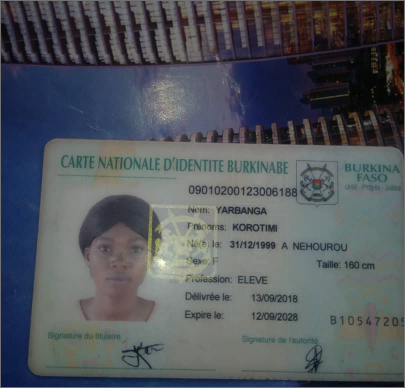 CARTE NATIONALE D'IDENTITE BURKINABE
BURKINA FASO
Unité - Progrès - Justice
09010200123006188
Nom: YARBANGA
Prénoms: KOROTIMI
Né(e) le: 31/12/1999 A NEHOUROU
Sexe: F Taille: 160 cm
Profession: ELEVE
Délivrée le: 13/09/2018
Expire le: 12/09/2028
B10547205
Signature du titulaire
Signature de l'autorité